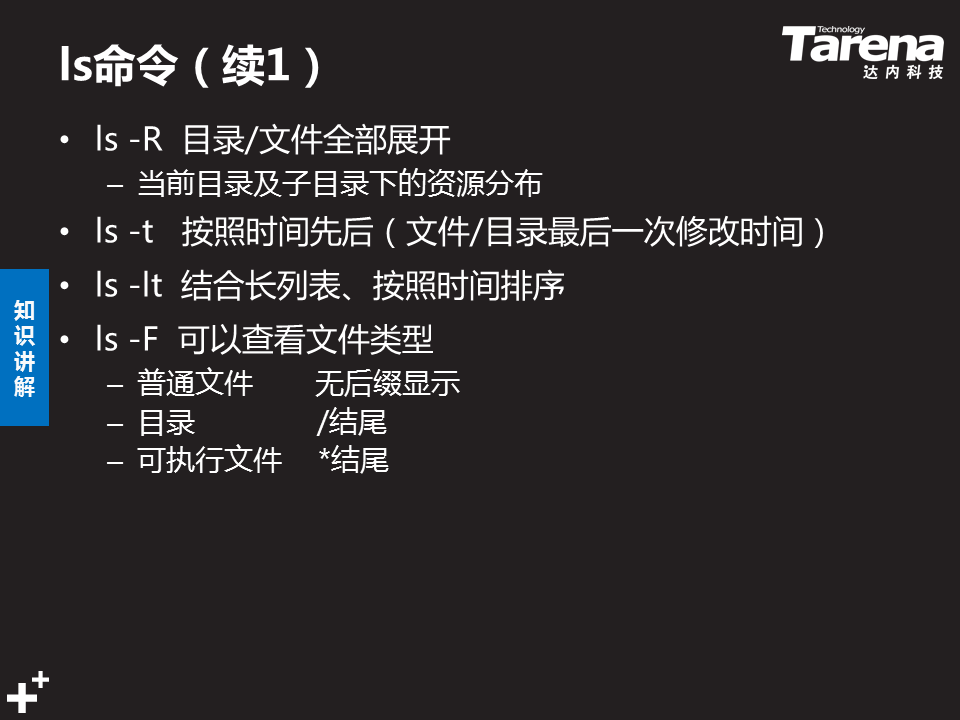 ls命令（续1）
Technology
Tarena
达内科技
• ls -R 目录/文件全部展开
– 当前目录及子目录下的资源分布
• ls -t 按照时间先后（文件/目录最后一次修改时间）
• ls -lt 结合长列表、按照时间排序
• ls -F 可以查看文件类型
– 普通文件 无后缀显示
– 目录 /结尾
– 可执行文件 *结尾
知
识
讲
解